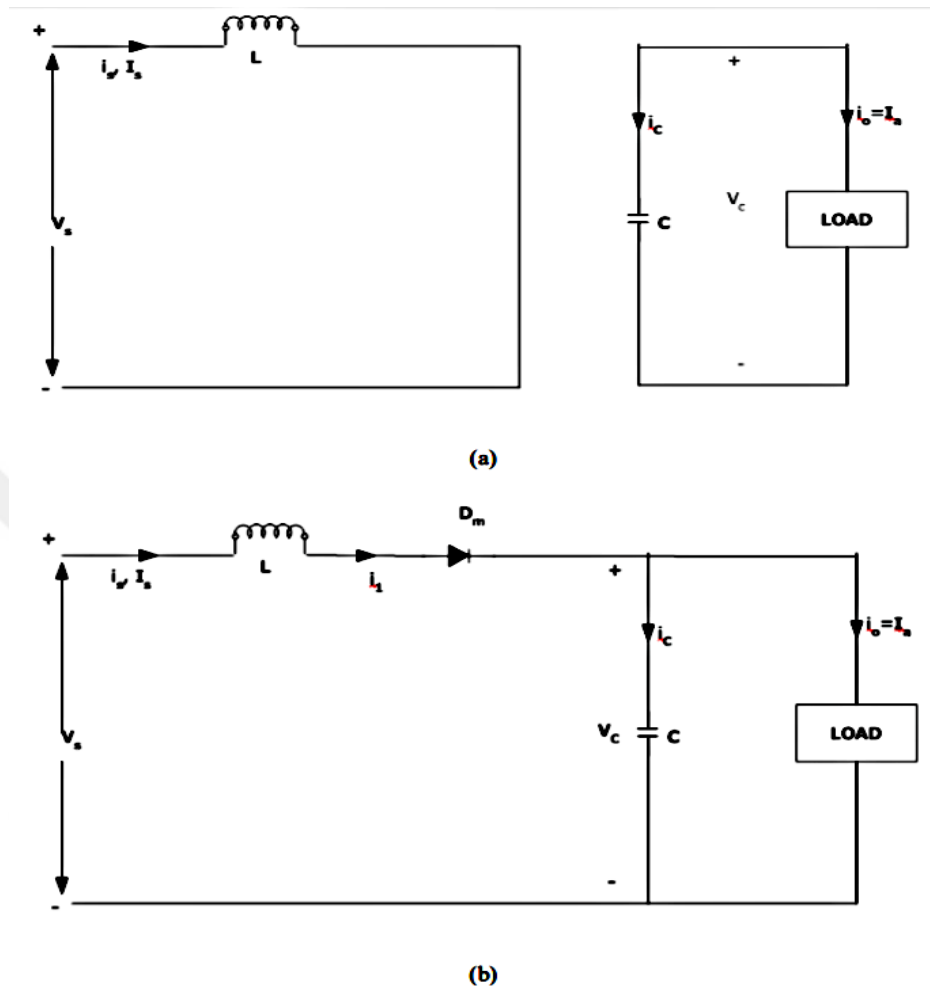 +
L
is, Is
+
ic
io=Ia
Vs
Vc
C
LOAD
-
-
(a)
Dm
+
L
is, Is
i1
+
ic
io=Ia
Vs
Vc
C
LOAD
-
-
(b)